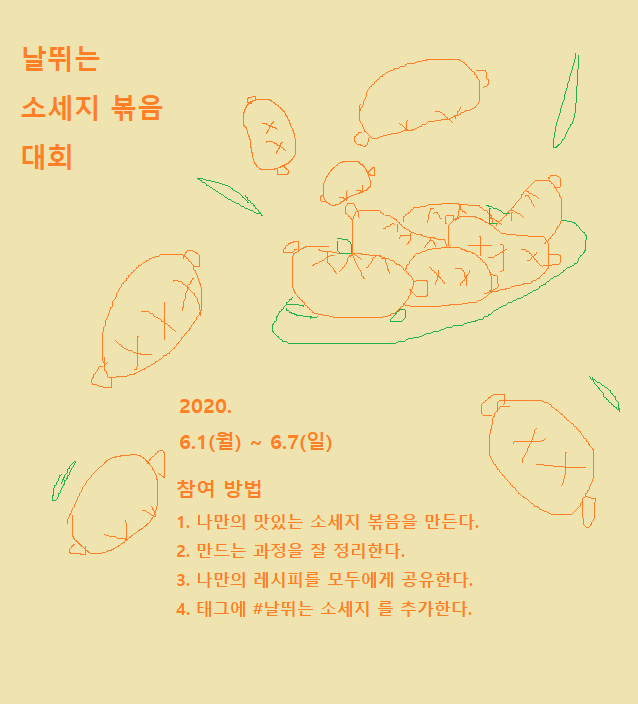 날뛰는
소세지 볶음
대회
2020.
6.1(월) ~ 6.7(일)
참여 방법
1. 나만의 맛있는 소세지 볶음을 만든다.
2. 만드는 과정을 잘 정리한다.
3. 나만의 레시피를 모두에게 공유한다.
4. 태그에 #날뛰는 소세지 를 추가한다.